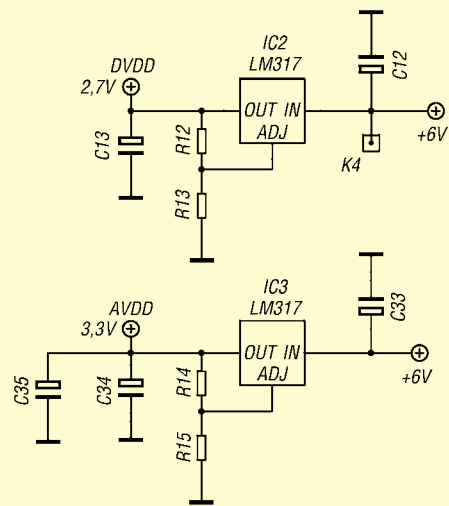 IC2
LM317
C12
DVDD
2,7V
OUT IN
ADJ
+6V
C13
R12
K4
R13
IC3
LM317
C33
AVDD
3,3V
OUT IN
ADJ
+6V
C35
C34
R14
R15